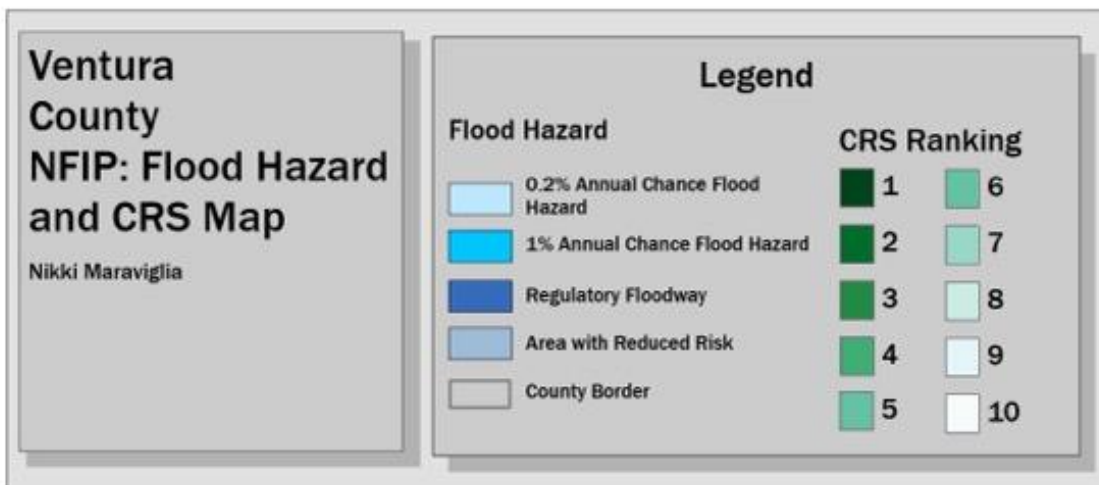 Ventura
County
NFIP: Flood Hazard
and CRS Map
Nikki Maraviglia
Legend
Flood Hazard
0.2% Annual Chance Flood
Hazard
1% Annual Chance Flood Hazard
Regulatory Floodway
Area with Reduced Risk
County Border
CRS Ranking
1
2
3
4
5
6
7
8
9
10